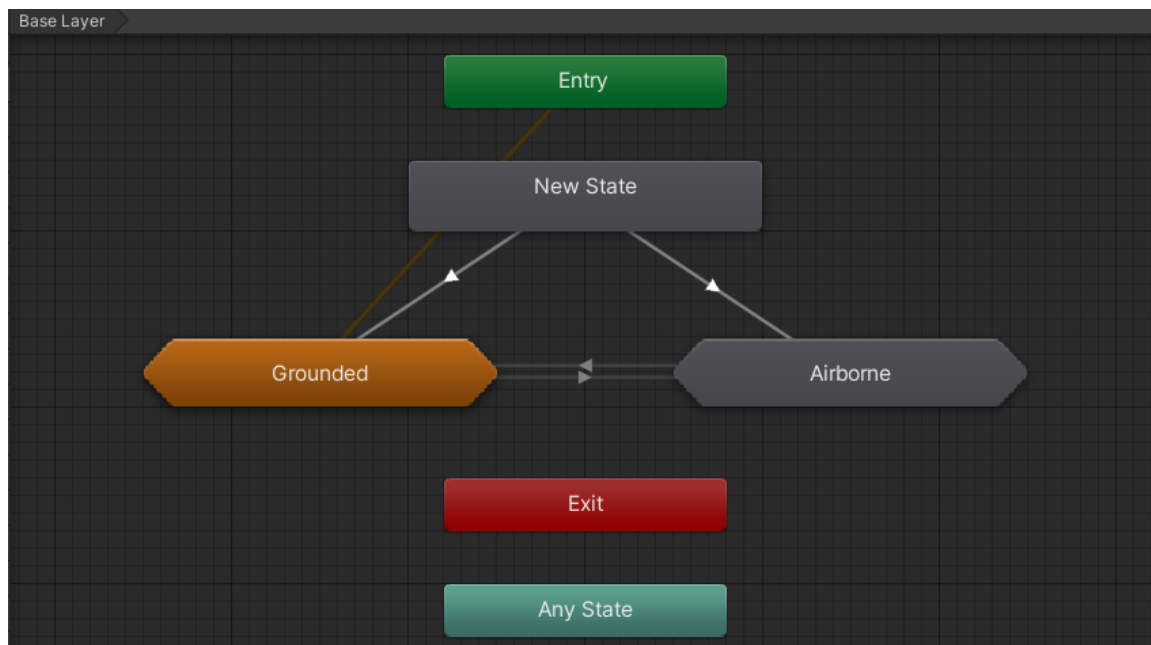 Base Layer
Entry
New State
Grounded
Airborne
Exit
Any State